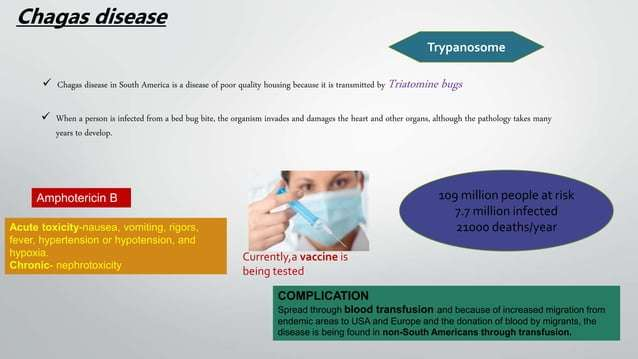 Chagas disease
Trypanosome
Chagas disease in South America is a disease of poor quality housing because it is transmitted by Triatomine bugs
When a person is infected from a bed bug bite, the organism invades and damages the heart and other organs, although the pathology takes many
years to develop.
Amphotericin B
Acute toxicity-nausea, vomiting, rigors,
fever, hypertension or hypotension, and
hypoxia.
Chronic- nephrotoxicity
Currently,a vaccine is
being tested
109 million people at risk
7.7 million infected
21000 deaths/year
COMPLICATION
Spread through blood transfusion and because of increased migration from
endemic areas to USA and Europe and the donation of blood by migrants, the
disease is being found in non-South Americans through transfusion.